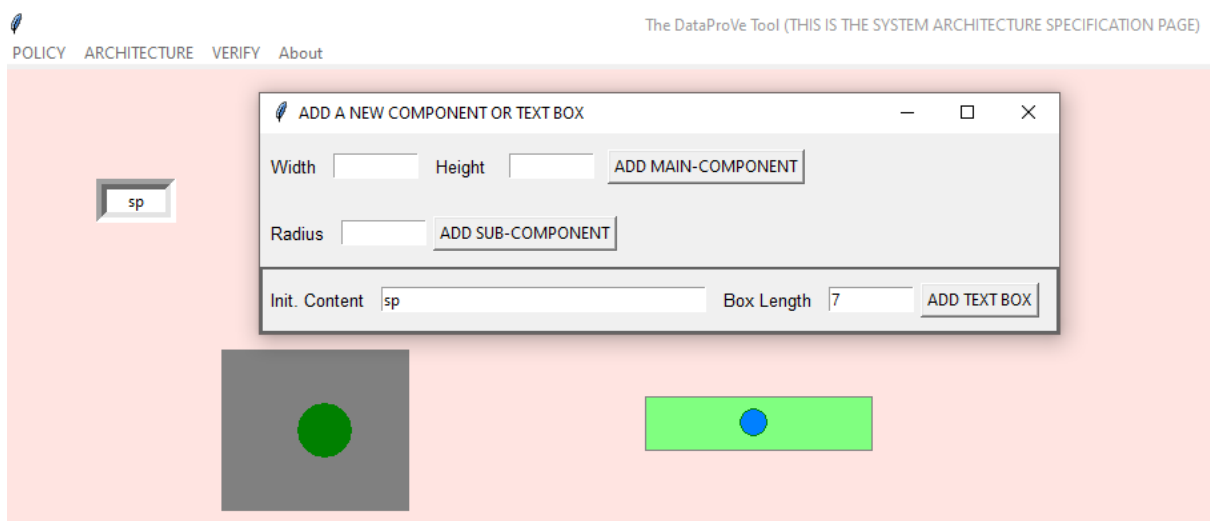 The DataProVe Tool (THIS IS THE SYSTEM ARCHITECTURE SPECIFICATION PAGE)
POLICY ARCHITECTURE VERIFY About
ADD A NEW COMPONENT OR TEXT BOX
Width Height ADD MAIN-COMPONENT
sp
Radius ADD SUB-COMPONENT
Init. Content sp Box Length 7 ADD TEXT BOX